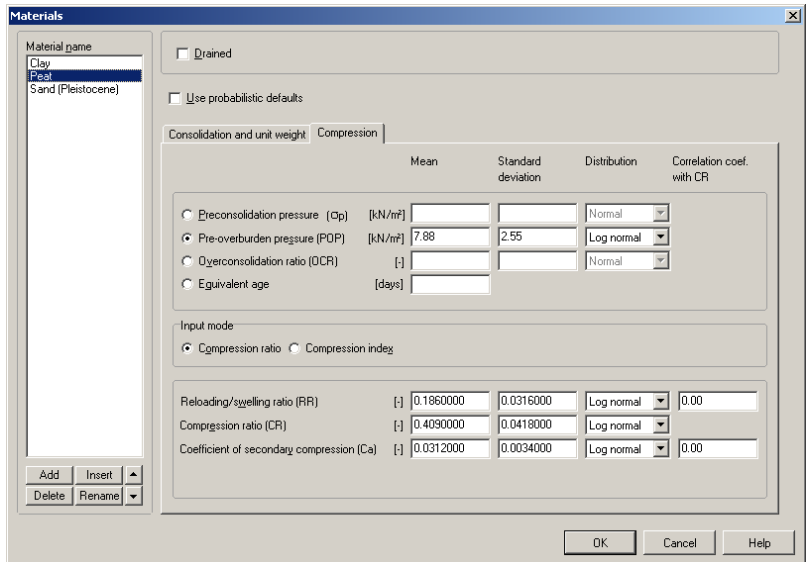 Materials
Material name
Clay
Peat
Sand (Pleistocene)
Add Insert
Delete Rename
Drained
Use probabilistic defaults
Consolidation and unit weight Compression
Mean Standard deviation Distribution Correlation coef. with CR
Preconsolidation pressure (σp) [kN/m²] Normal
Pre-overburden pressure (POP) [kN/m²] 7.88 2.55 Log normal
Overconsolidation ratio (OCR) [-] Normal
Equivalent age [days]
Input mode
Compression ratio Compression index
Reloading/swelling ratio (RR) [-] 0.1860000 0.0316000 Log normal 0.00
Compression ratio (CR) [-] 0.4090000 0.0418000 Log normal
Coefficient of secondary compression (Ca) [-] 0.0312000 0.0034000 Log normal 0.00
OK Cancel Help